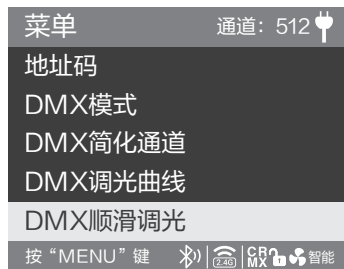 菜单 通道：512
地址码
DMX模式
DMX简化通道
DMX调光曲线
DMX顺滑调光
按“MENU”键 2.4G CRMX 智能